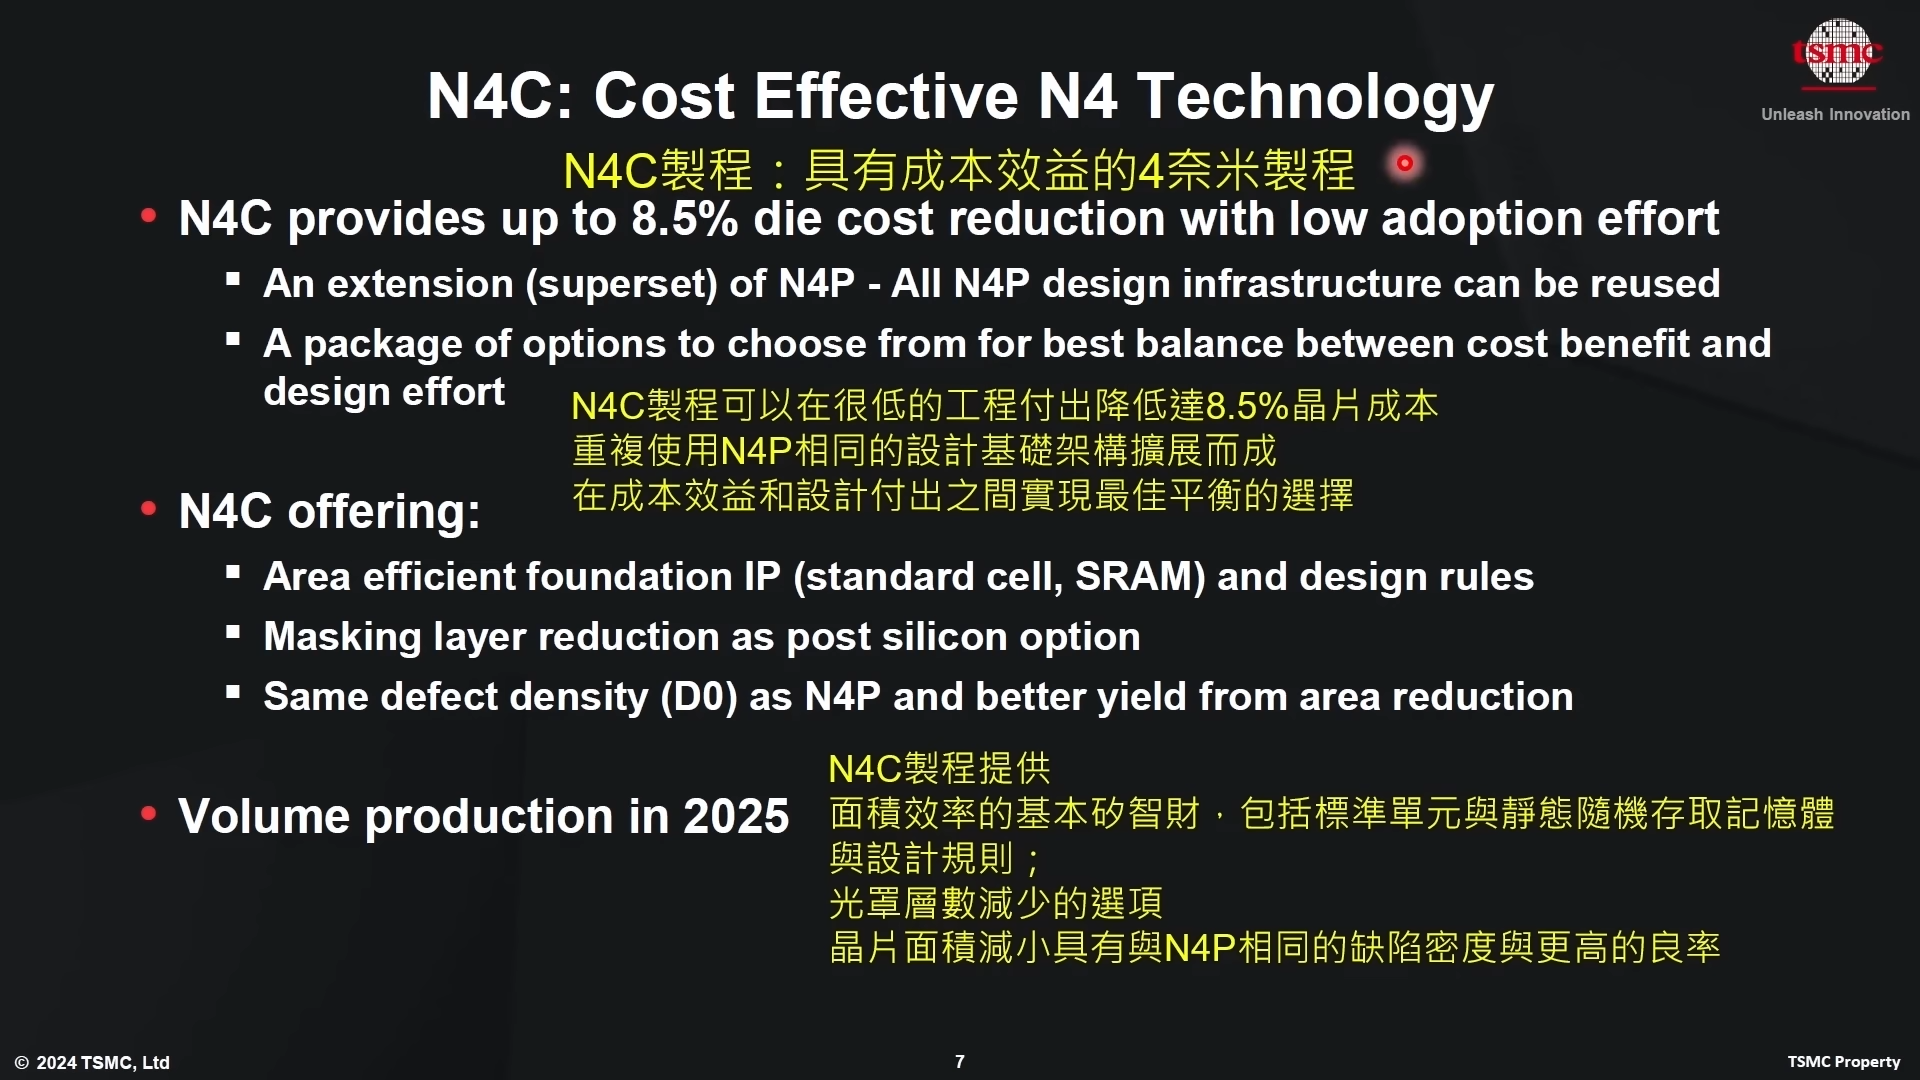 tsmc
Unleash Innovation
N4C: Cost Effective N4 Technology
N4C製程：具有成本效益的4奈米製程
• N4C provides up to 8.5% die cost reduction with low adoption effort
▪ An extension (superset) of N4P - All N4P design infrastructure can be reused
▪ A package of options to choose from for best balance between cost benefit and
design effort
N4C製程可以在很低的工程付出降低達8.5%晶片成本
重複使用N4P相同的設計基礎架構擴展而成
在成本效益和設計付出之間實現最佳平衡的選擇
• N4C offering:
▪ Area efficient foundation IP (standard cell, SRAM) and design rules
▪ Masking layer reduction as post silicon option
▪ Same defect density (D0) as N4P and better yield from area reduction
• Volume production in 2025
N4C製程提供
面積效率的基本矽智財，包括標準單元與靜態隨機存取記憶體
與設計規則；
光罩層數減少的選項
晶片面積減小具有與N4P相同的缺陷密度與更高的良率
© 2024 TSMC, Ltd
7
TSMC Property